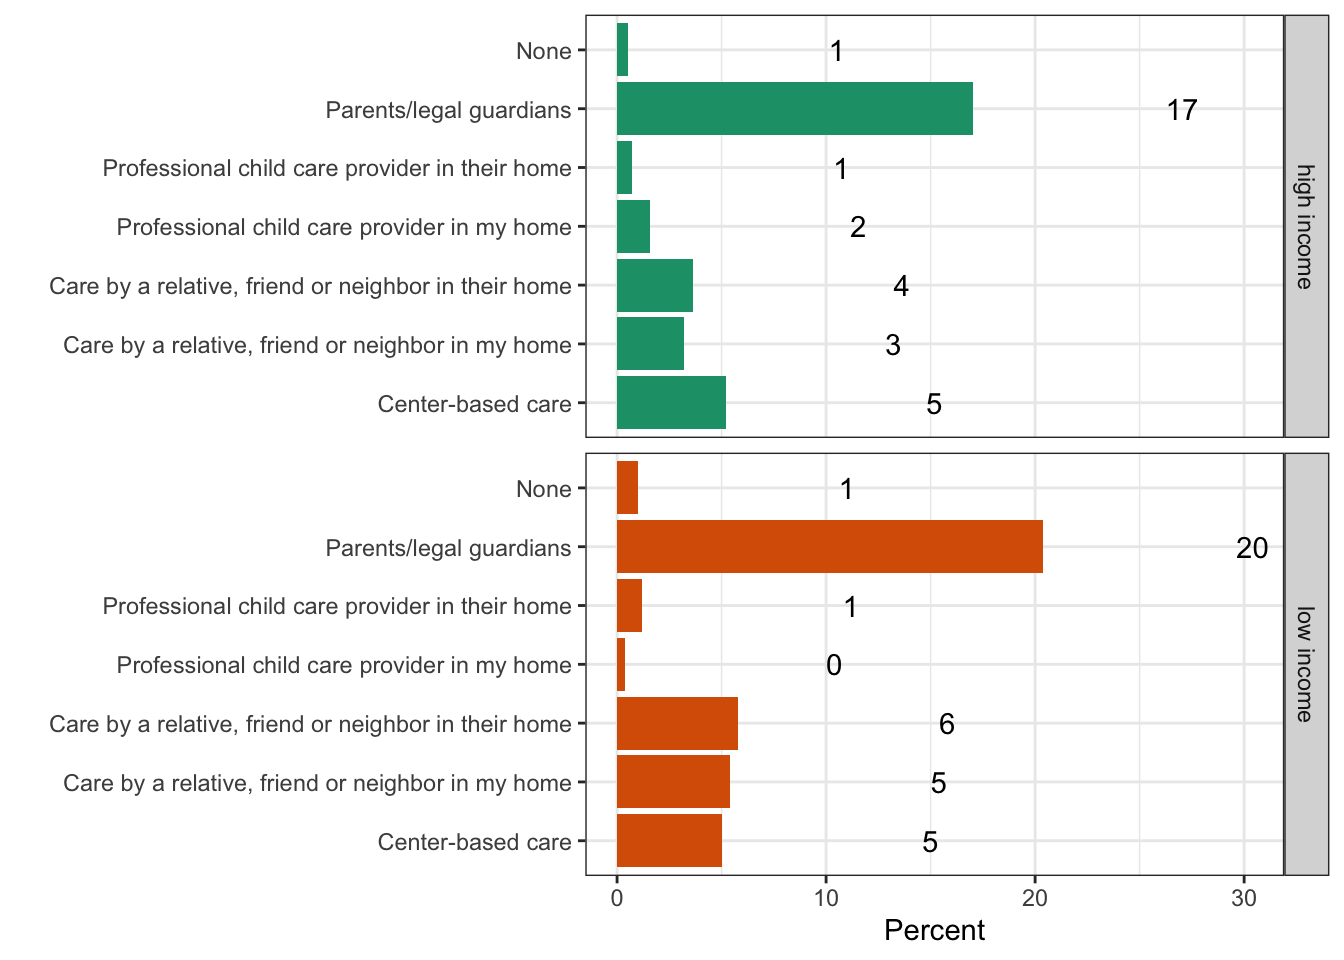 None 1
Parents/legal guardians 17
Professional child care provider in their home 1
Professional child care provider in my home 2
Care by a relative, friend or neighbor in their home 4
Care by a relative, friend or neighbor in my home 3
Center-based care 5
high income
None 1
Parents/legal guardians 20
Professional child care provider in their home 1
Professional child care provider in my home 0
Care by a relative, friend or neighbor in their home 6
Care by a relative, friend or neighbor in my home 5
Center-based care 5
low income
0 10 20 30
Percent